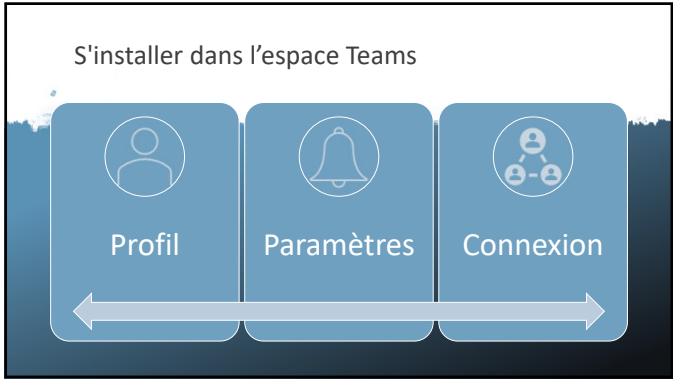 S'installer dans l’espace Teams
Profil
Paramètres
Connexion